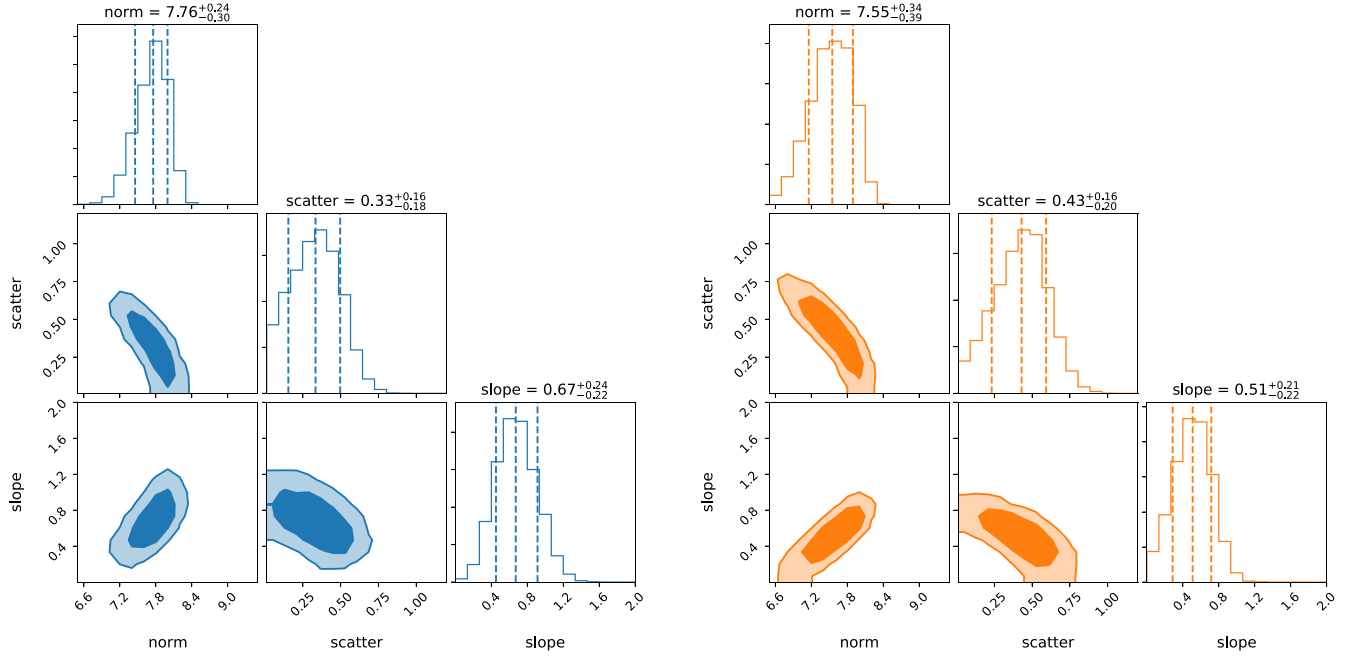 norm = 7.76 +0.24 −0.30
norm = 7.55 +0.34 −0.39
scatter = 0.33 +0.16 −0.18
scatter = 0.43 +0.16 −0.20
1.00
0.75
0.50
0.25
scatter
1.00
0.75
0.50
0.25
scatter
slope = 0.67 +0.24 −0.22
slope = 0.51 +0.21 −0.22
2.0
1.6
1.2
0.8
0.4
slope
2.0
1.6
1.2
0.8
0.4
slope
6.6 7.2 7.8 8.4 9.0
0.25 0.50 0.75 1.00
0.4 0.8 1.2 1.6 2.0
6.6 7.2 7.8 8.4 9.0
0.25 0.50 0.75 1.00
0.4 0.8 1.2 1.6 2.0
norm scatter slope
norm scatter slope